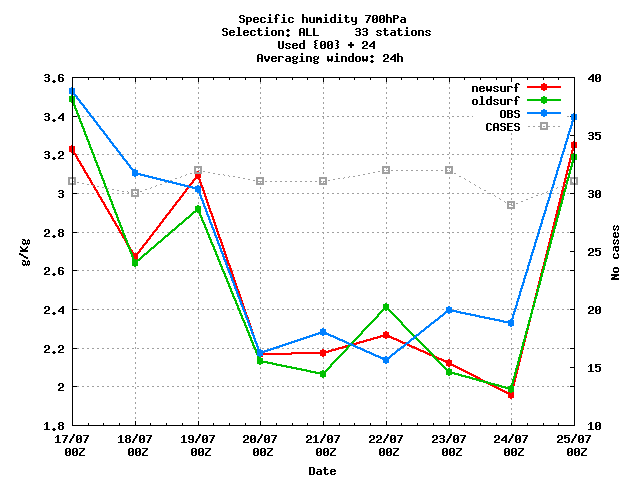 Specific humidity 700hPa
Selection: ALL     33 stations
Used {00} + 24
Averaging window: 24h
3.6
3.4
3.2
3
2.8
2.6
2.4
2.2
2
1.8
g/Kg
newsurf
oldsurf
OBS
CASES
40
35
30
25
20
15
10
No cases
17/07 18/07 19/07 20/07 21/07 22/07 23/07 24/07 25/07
00Z 00Z 00Z 00Z 00Z 00Z 00Z 00Z 00Z
Date